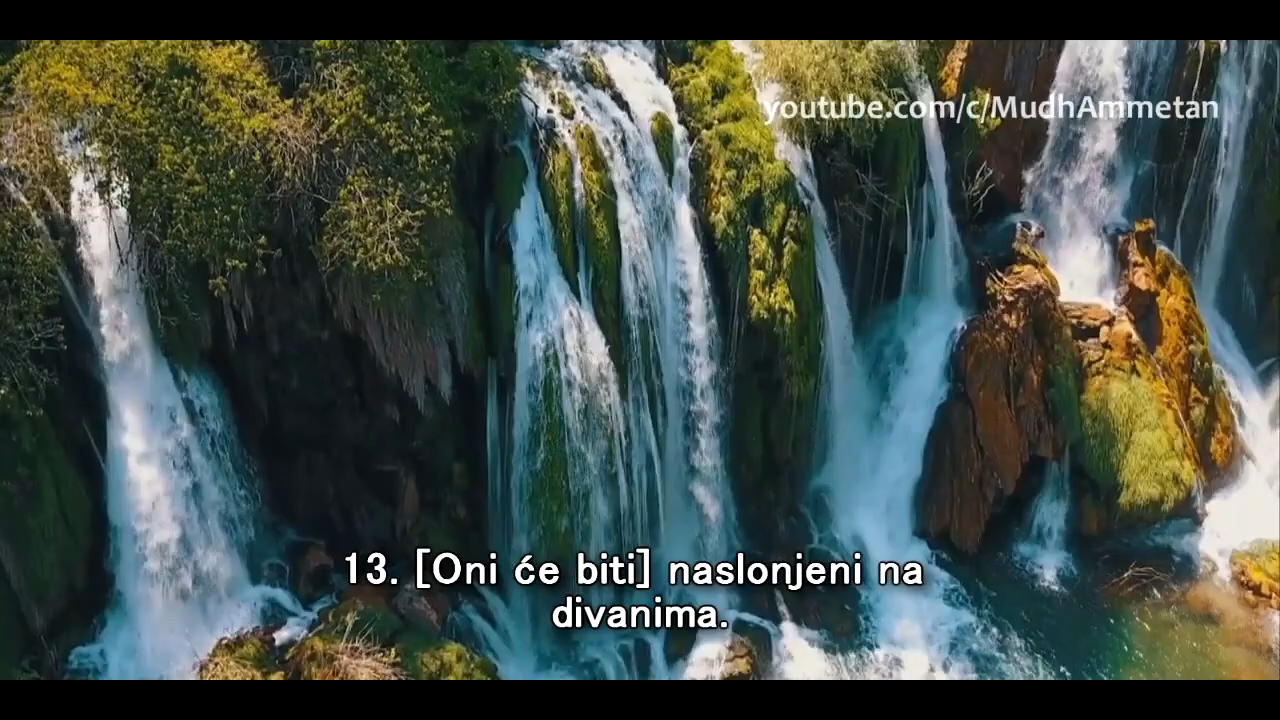 youtube.com/c/MudhAmmetan
13. [Oni će biti] naslonjeni na
divanima.